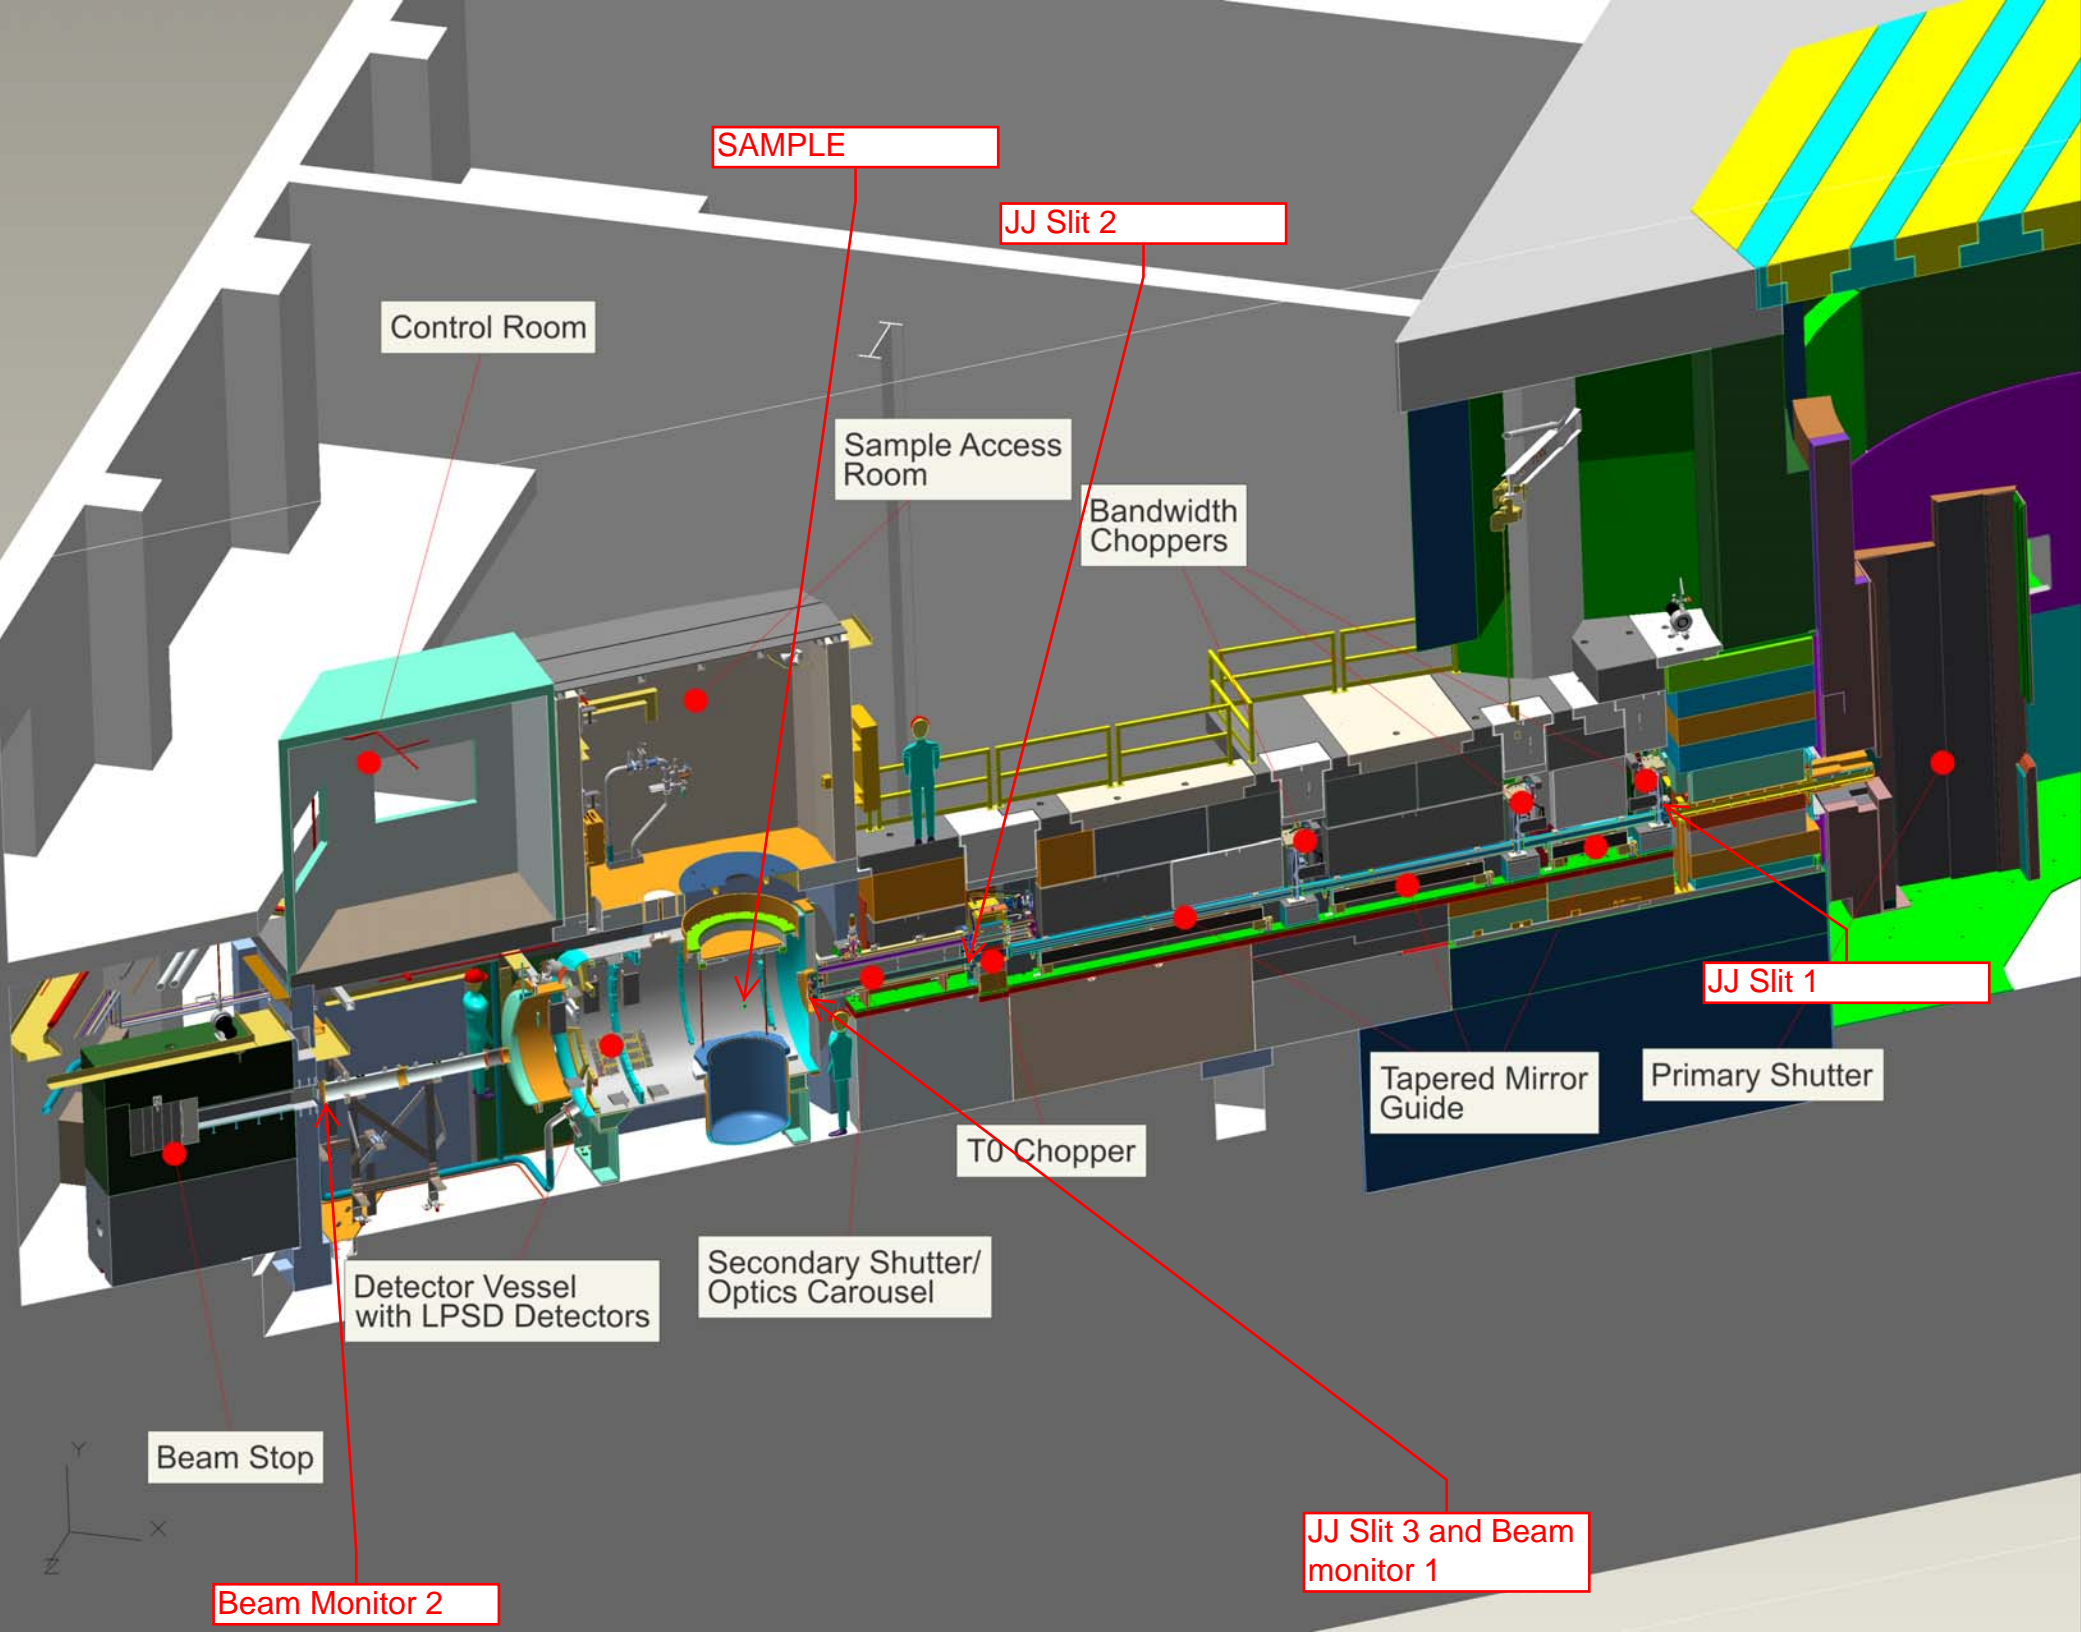 SAMPLE
JJ Slit 2
Control Room
Sample Access
Room
Bandwidth
Choppers
JJ Slit 1
Tapered Mirror
Guide
Primary Shutter
T0 Chopper
Secondary Shutter/
Optics Carousel
Detector Vessel
with LPSD Detectors
Beam Stop
JJ Slit 3 and Beam
monitor 1
Beam Monitor 2
Y
X
Z